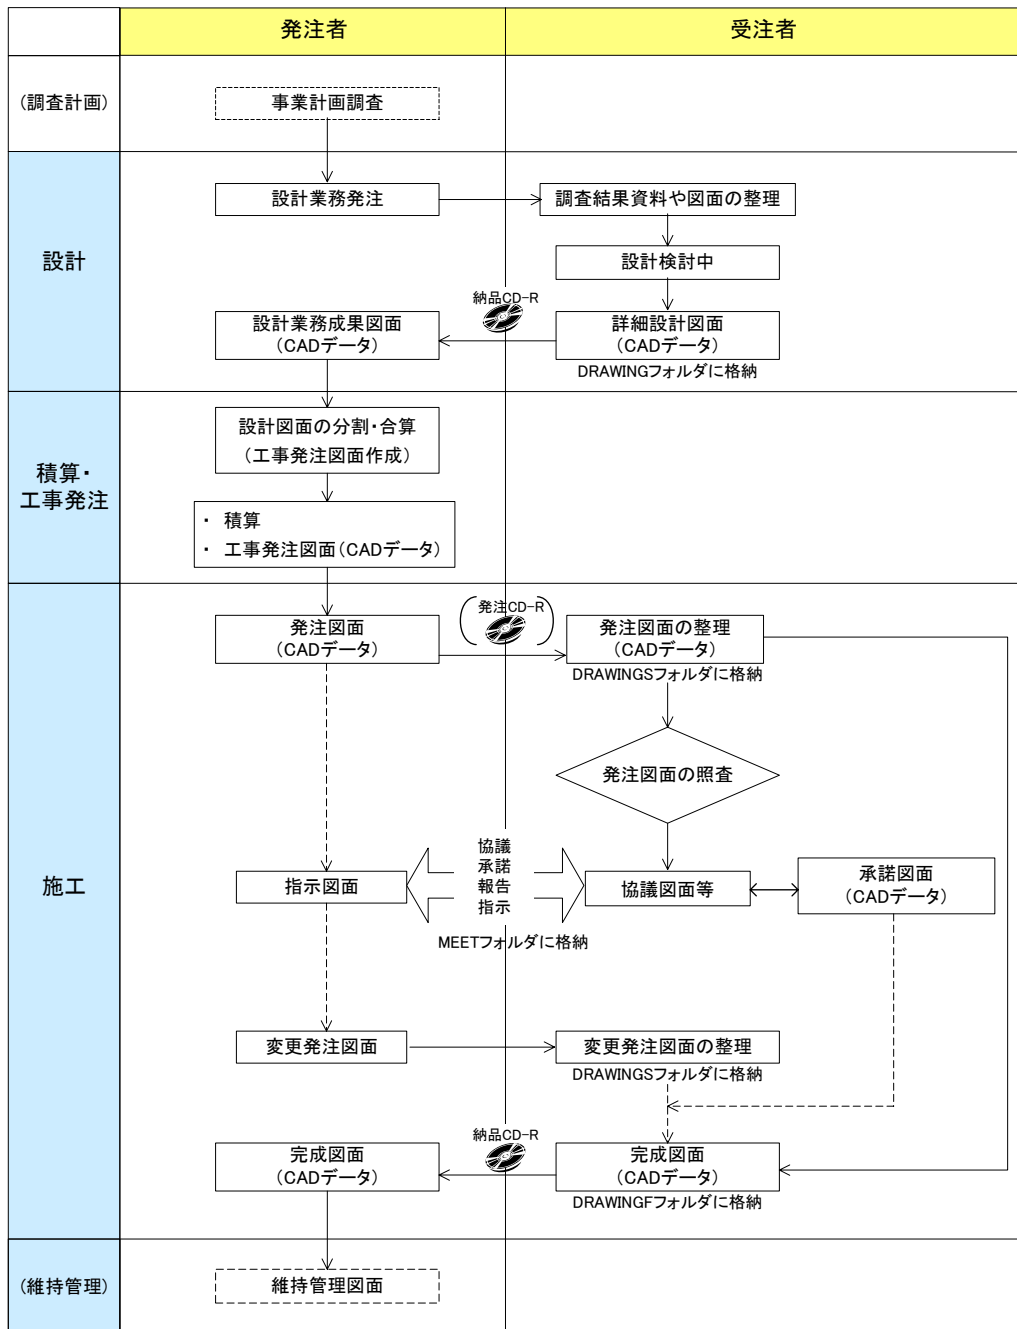 発注者
受注者
(調査計画)
事業計画調査
設計
設計業務発注
調査結果資料や図面の整理
設計検討中
納品CD-R
設計業務成果図面
(CADデータ)
詳細設計図面
(CADデータ)
DRAWINGフォルダに格納
積算・
工事発注
設計図面の分割・合算
(工事発注図面作成)
・ 積算
・ 工事発注図面(CADデータ)
施工
発注図面
(CADデータ)
(発注CD-R)
発注図面の整理
(CADデータ)
DRAWINGSフォルダに格納
発注図面の照査
協議
承諾
報告
指示
指示図面
協議図面等
承諾図面
(CADデータ)
MEETフォルダに格納
変更発注図面
変更発注図面の整理
DRAWINGSフォルダに格納
納品CD-R
完成図面
(CADデータ)
完成図面
(CADデータ)
DRAWINGFフォルダに格納
(維持管理)
維持管理図面